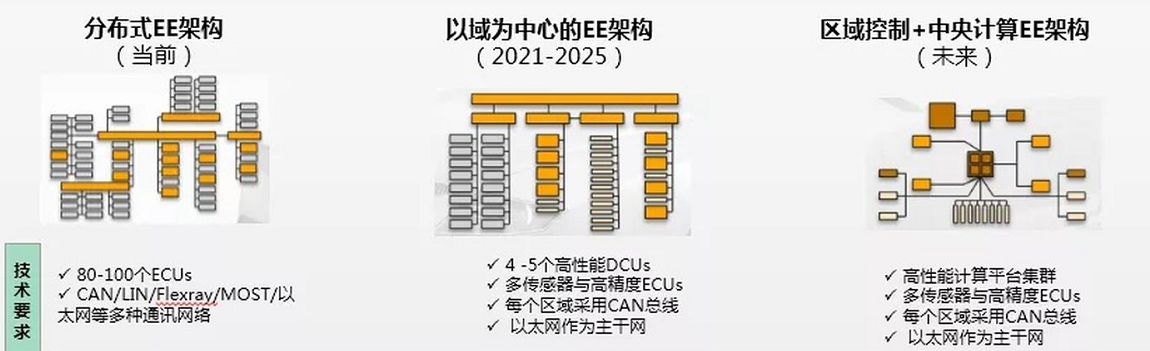 分布式EE架构
（当前）
以域为中心的EE架构
（2021-2025）
区域控制+中央计算EE架构
（未来）
技术要求
✓ 80-100个ECUs
✓ CAN/LIN/Flexray/MOST/以
太网等多种通讯网络
✓ 4 -5个高性能DCUs
✓ 多传感器与高精度ECUs
✓ 每个区域采用CAN总线
✓ 以太网作为主干网
✓ 高性能计算平台集群
✓ 多传感器与高精度ECUs
✓ 每个区域采用CAN总线
✓ 以太网作为主干网